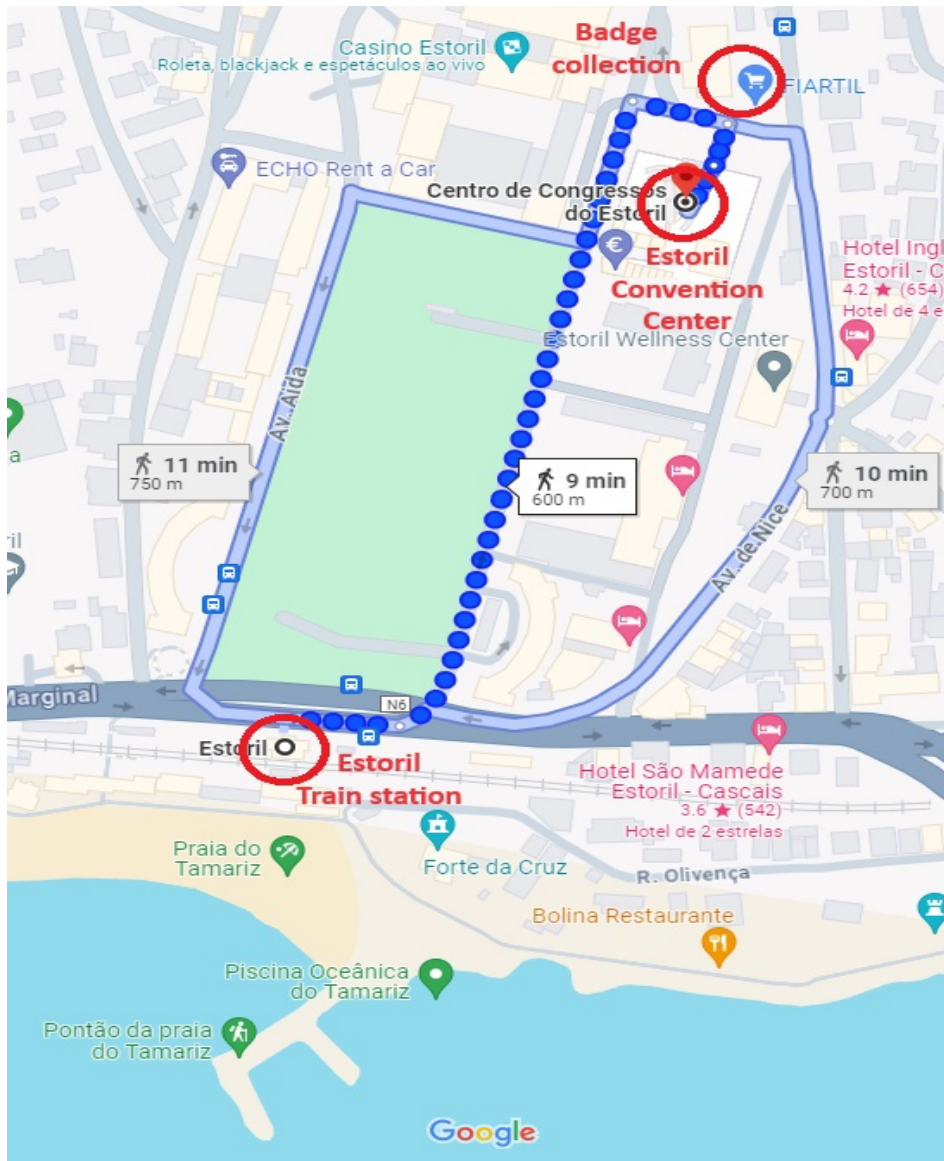 Badge
collection
Casino Estoril
Roleta, blackjack e espetáculos ao vivo
FIARTIL
ECHO Rent a Car
Centro de Congressos
do Estoril
€
Estoril
Convention
Center
Hotel Ingl
Estoril - C
4.2 ★ (654)
Hotel de 4 e
Estoril Wellness Center
Av. Aida
a
11 min
750 m
9 min
600 m
10 min
700 m
Av. de Nice
ril
Marginal
N6
Estoril
Estoril
Train station
Hotel São Mamede
Estoril - Cascais
3.6 ★ (542)
Hotel de 2 estrelas
Praia do
Tamariz
Forte da Cruz
R. Olivença
Bolina Restaurante
Piscina Oceânica
do Tamariz
Pontão da praia
do Tamariz
Google